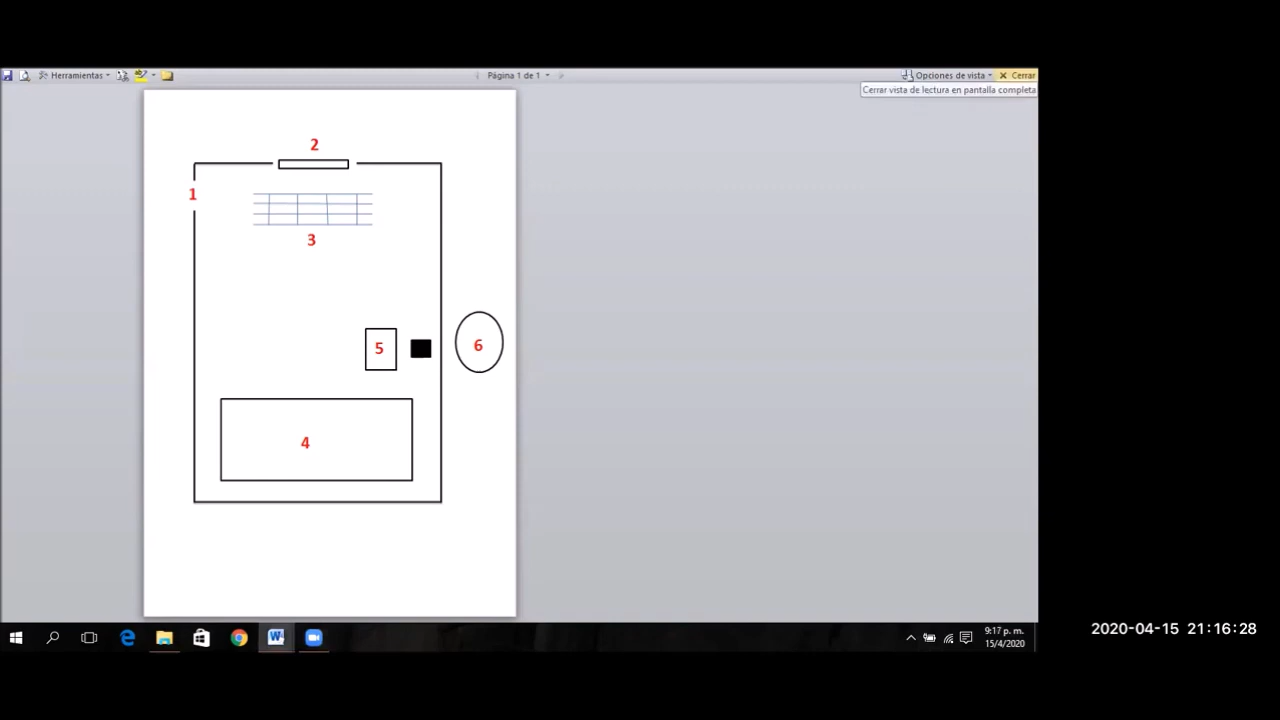 Herramientas
Página 1 de 1
Opciones de vista
Cerrar
Cerrar vista de lectura en pantalla completa
2
1
3
5
6
4
9:17 p. m.
15/4/2020
2020-04-15 21:16:28